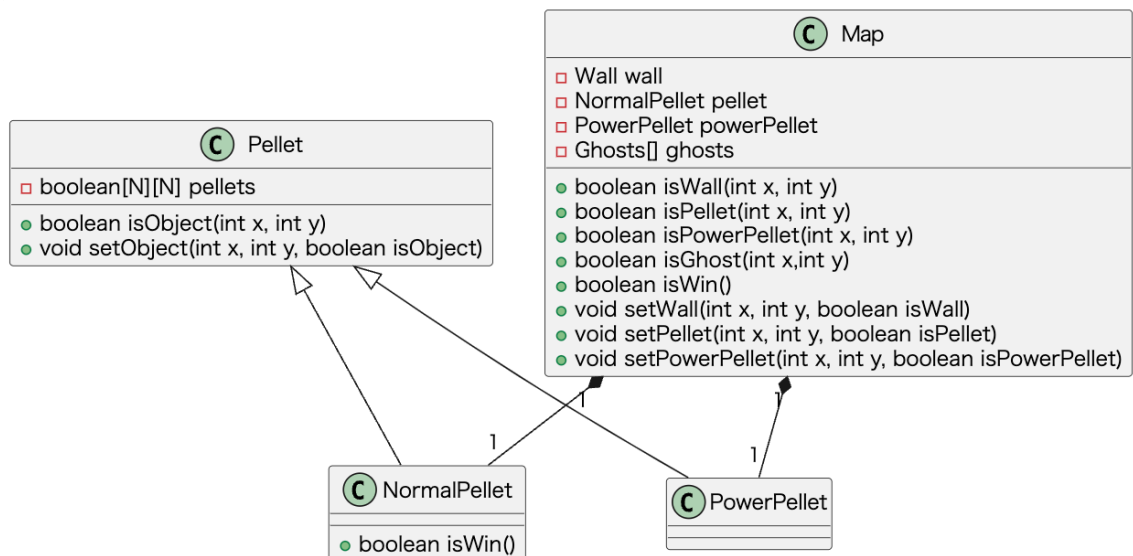 C Pellet
boolean[N][N] pellets
boolean isObject(int x, int y)
void setObject(int x, int y, boolean isObject)
C Map
Wall wall
NormalPellet pellet
PowerPellet powerPellet
Ghosts[] ghosts
boolean isWall(int x, int y)
boolean isPellet(int x, int y)
boolean isPowerPellet(int x, int y)
boolean isGhost(int x,int y)
boolean isWin()
void setWall(int x, int y, boolean isWall)
void setPellet(int x, int y, boolean isPellet)
void setPowerPellet(int x, int y, boolean isPowerPellet)
1
1
1
1
C NormalPellet
boolean isWin()
C PowerPellet